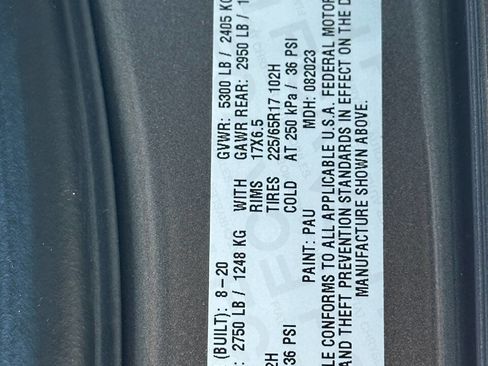 (BUILT): 8-20 GVWR: 5300 LB / 2405 KG
: 2750 LB / 1248 KG WITH GAWR REAR: 2950 LB /
RIMS 17X6.5
2H TIRES 225/65R17 102H
36 PSI COLD AT 250 kPa / 36 PSI
PAINT: PAU MDH: 082023
LE CONFORMS TO ALL APPLICABLE U.S.A. FEDERAL MOTOR
AND THEFT PREVENTION STANDARDS IN EFFECT ON THE D
MANUFACTURE SHOWN ABOVE.